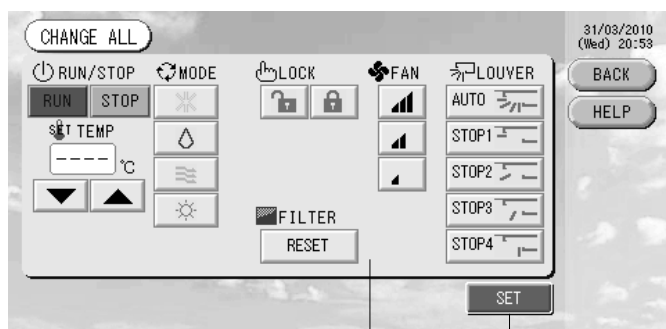 CHANGE ALL
31/03/2010
(Wed) 20:53
RUN/STOP
MODE
LOCK
FAN
LOUVER
BACK
RUN
STOP
AUTO
HELP
SET TEMP
STOP1
----°C
STOP2
STOP3
FILTER
RESET
STOP4
SET